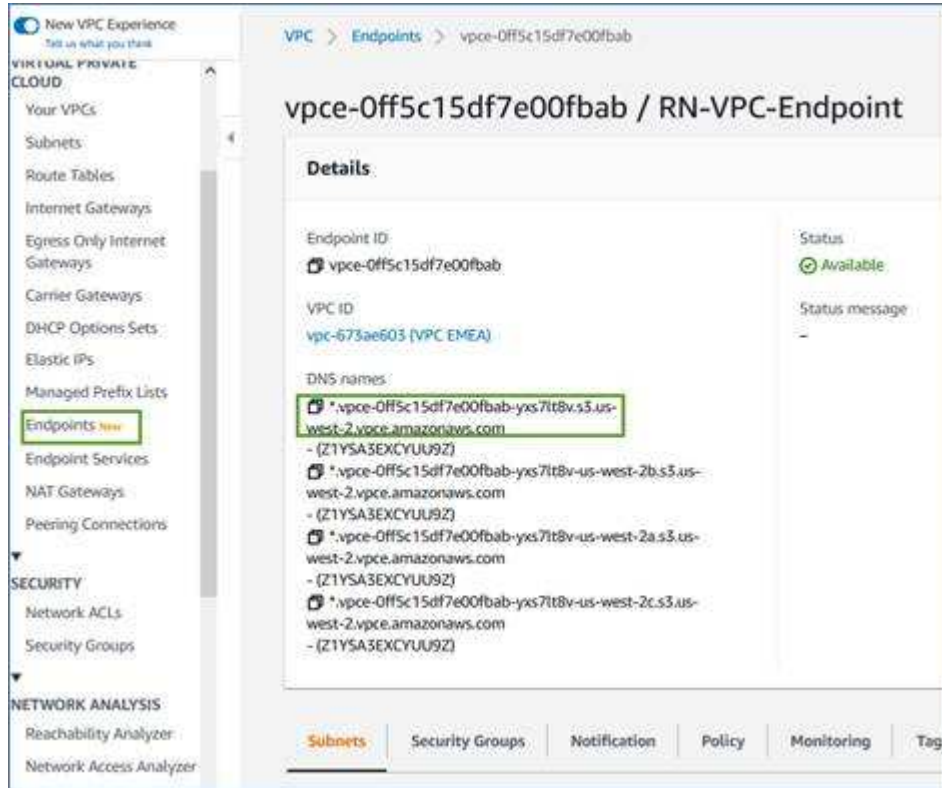 New VPC Experience
Tell us what you think
VIRTUAL PRIVATE
CLOUD
Your VPCs
Subnets
Route Tables
Internet Gateways
Egress Only Internet
Gateways
Carrier Gateways
DHCP Options Sets
Elastic IPs
Managed Prefix Lists
Endpoints New
Endpoint Services
NAT Gateways
Peering Connections
SECURITY
Network ACLs
Security Groups
NETWORK ANALYSIS
Reachability Analyzer
Network Access Analyzer
VPC > Endpoints > vpce-0ff5c15df7e00fbab
vpce-0ff5c15df7e00fbab / RN-VPC-Endpoint
Details
Endpoint ID
vpce-0ff5c15df7e00fbab
VPC ID
vpc-673ae603 (VPC EMEA)
DNS names
*.vpce-0ff5c15df7e00fbab-yxs7lt8v.s3.us-
west-2.vpce.amazonaws.com
- (Z1YSA3EXCYUU9Z)
*.vpce-0ff5c15df7e00fbab-yxs7lt8v-us-west-2b.s3.us-
west-2.vpce.amazonaws.com
- (Z1YSA3EXCYUU9Z)
*.vpce-0ff5c15df7e00fbab-yxs7lt8v-us-west-2a.s3.us-
west-2.vpce.amazonaws.com
- (Z1YSA3EXCYUU9Z)
*.vpce-0ff5c15df7e00fbab-yxs7lt8v-us-west-2c.s3.us-
west-2.vpce.amazonaws.com
- (Z1YSA3EXCYUU9Z)
Status
Available
Status message
-
Subnets
Security Groups
Notification
Policy
Monitoring
Tag